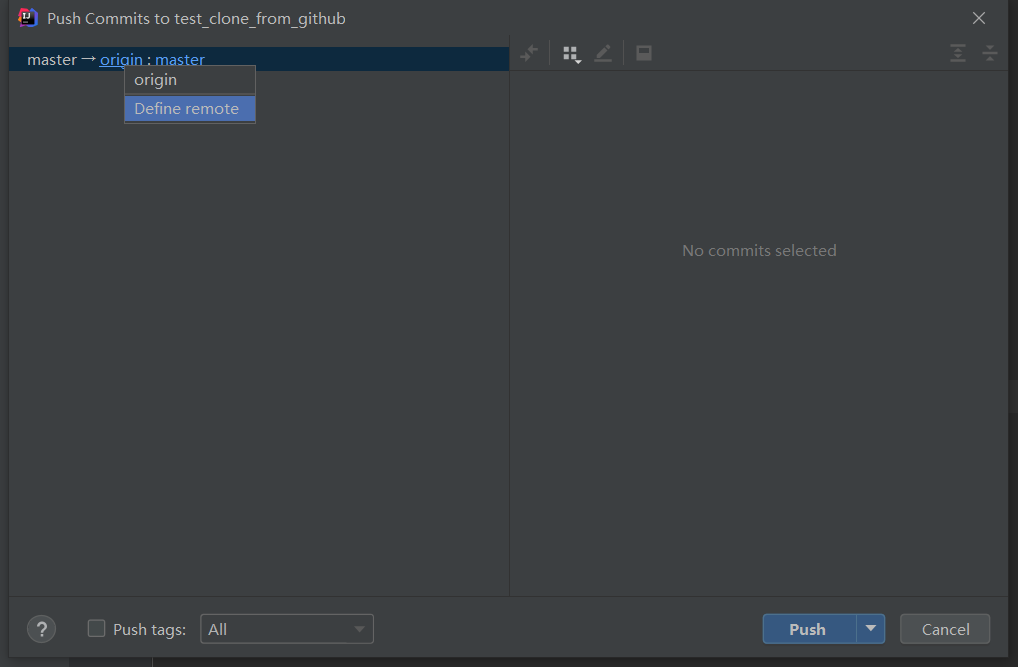 Push Commits to test_clone_from_github
master → origin : master
origin
Define remote
No commits selected
? Push tags: All Push Cancel